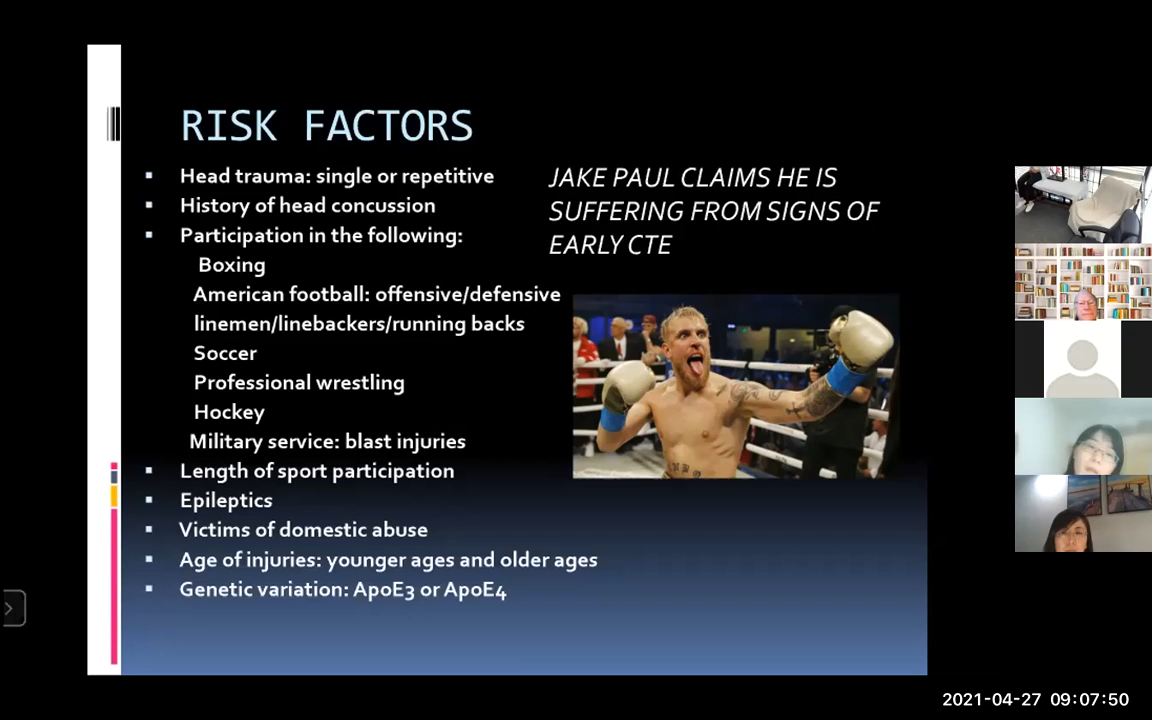 RISK FACTORS
▪ Head trauma: single or repetitive
▪ History of head concussion
▪ Participation in the following:
Boxing
American football: offensive/defensive
linemen/linebackers/running backs
Soccer
Professional wrestling
Hockey
Military service: blast injuries
▪ Length of sport participation
▪ Epileptics
▪ Victims of domestic abuse
▪ Age of injuries: younger ages and older ages
▪ Genetic variation: ApoE3 or ApoE4
JAKE PAUL CLAIMS HE IS
SUFFERING FROM SIGNS OF
EARLY CTE
2021-04-27 09:07:50